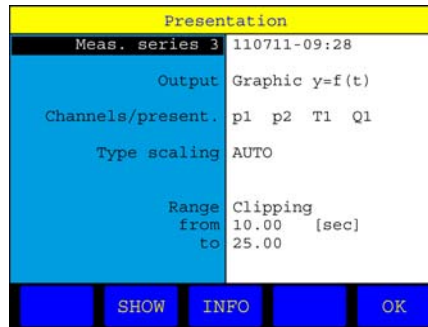 Presentation
Meas. series 3 110711-09:28
Output Graphic y=f(t)
Channels/present. p1 p2 T1 Q1
Type scaling AUTO
Range Clipping
from 10.00 [sec]
to 25.00
SHOW INFO OK